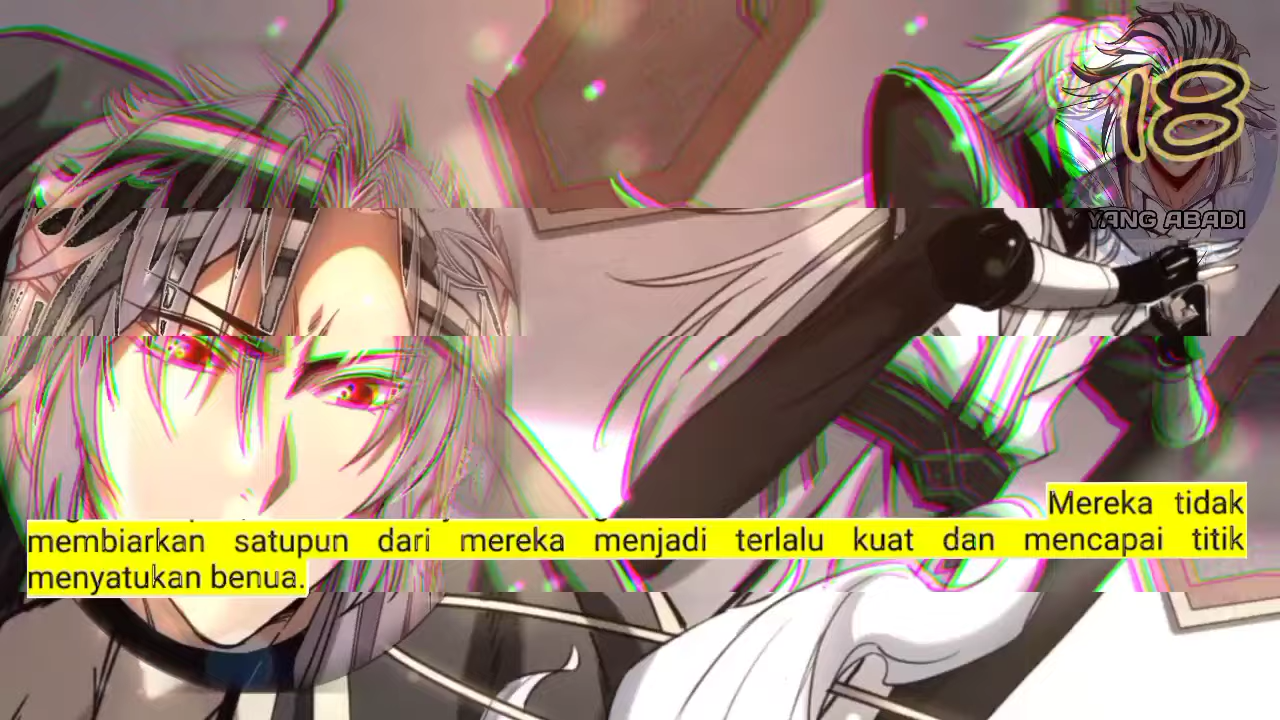 18
YANG ABADI
Mereka tidak
membiarkan satupun dari mereka menjadi terlalu kuat dan mencapai titik
menyatukan benua.